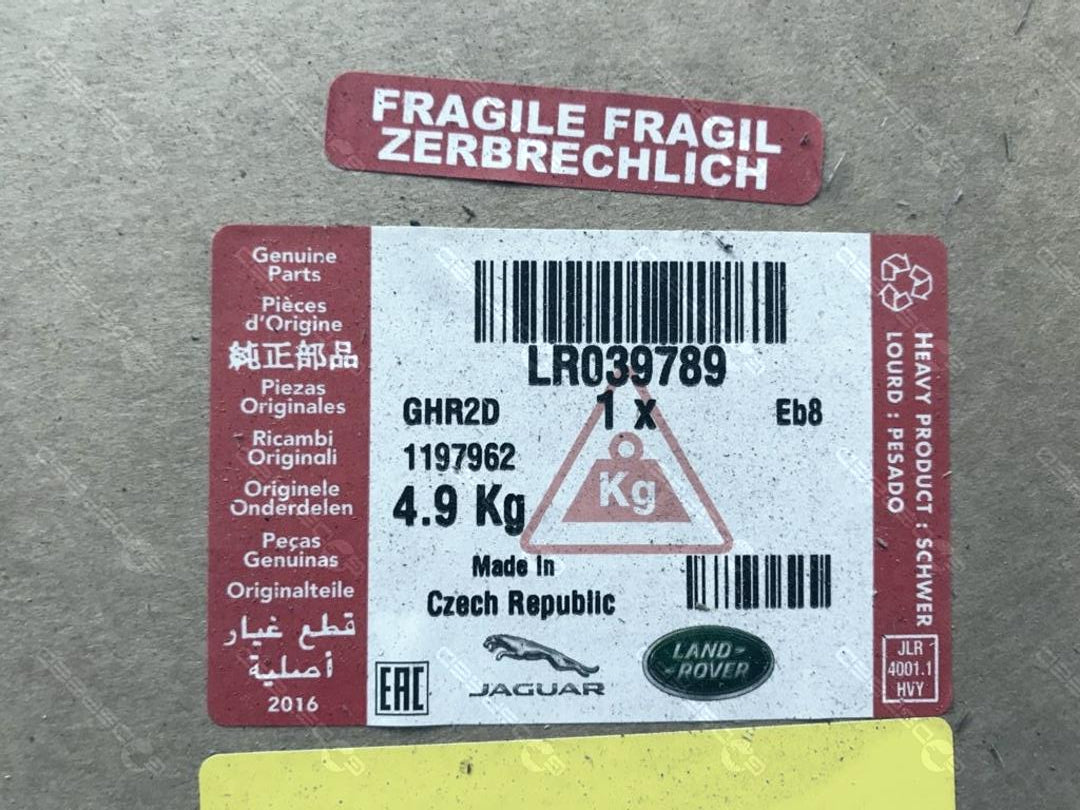 FRAGILE FRAGIL
ZERBRECHLICH
Genuine
Parts
Pièces
d'Origine
純正部品
Piezas
Originales
Ricambi
Originali
Originele
Onderdelen
Peças
Genuinas
Originalteile
قطع غيار
أصلية
2016
LR039789
GHR2D
1 x
Eb8
1197962
4.9 Kg
Kg
Made In
Czech Republic
EAC
JAGUAR
LAND-
-ROVER
HEAVY PRODUCT : SCHWER
LOURD : PESADO
JLR
4001.1
HVY